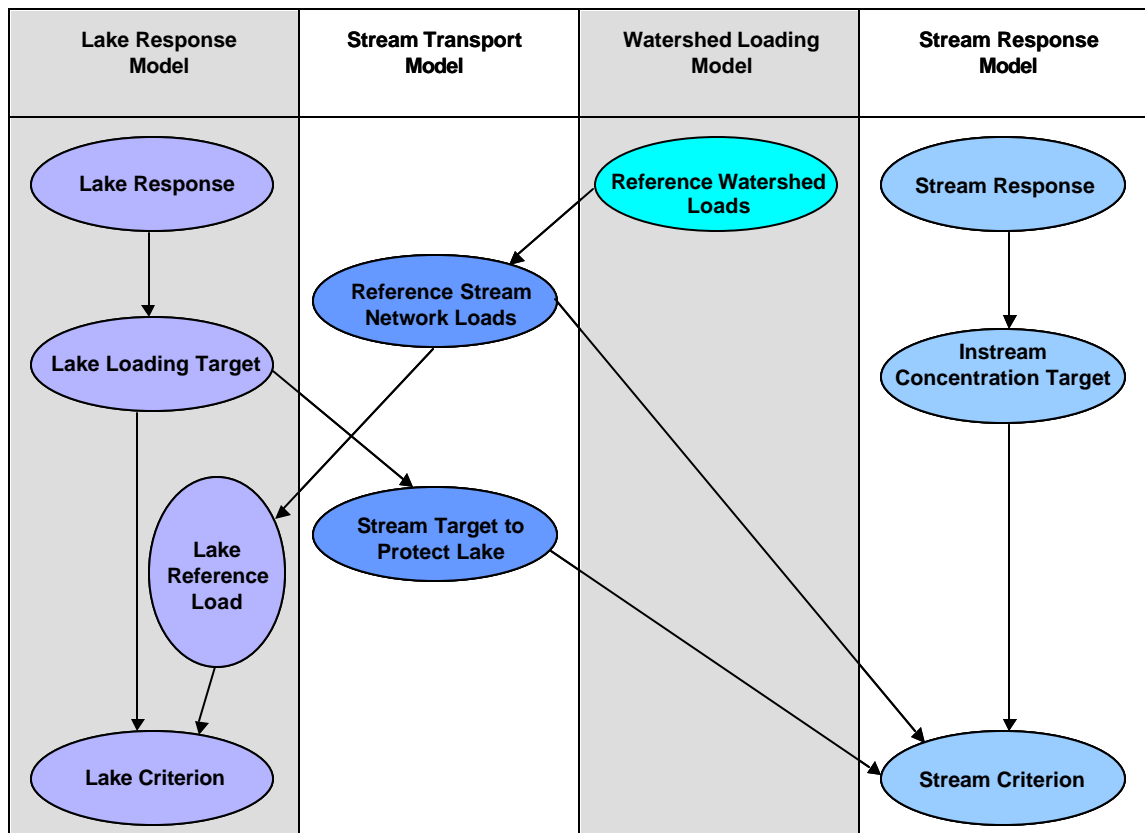 Lake Response
Model
Stream Transport
Model
Watershed Loading
Model
Stream Response
Model
Lake Response
Reference Watershed
Loads
Stream Response
Reference Stream
Network Loads
Lake Loading Target
Instream
Concentration Target
Stream Target to
Protect Lake
Lake
Reference
Load
Lake Criterion
Stream Criterion